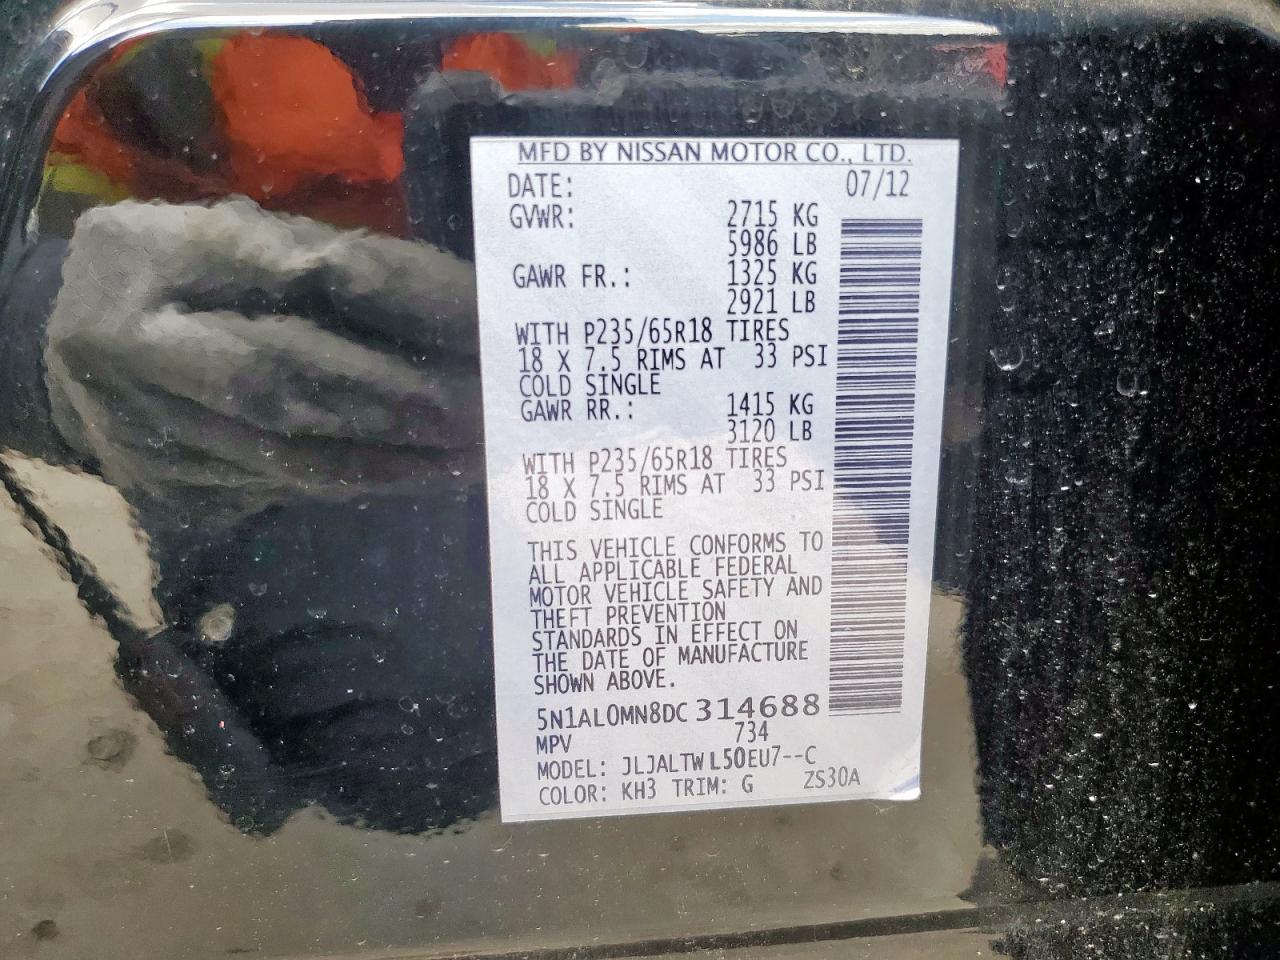 MFD BY NISSAN MOTOR CO., LTD.
DATE: 07/12
GVWR: 2715 KG
5986 LB
GAWR FR.: 1325 KG
2921 LB
WITH P235/65R18 TIRES
18 X 7.5 RIMS AT 33 PSI
COLD SINGLE
GAWR RR.: 1415 KG
3120 LB
WITH P235/65R18 TIRES
18 X 7.5 RIMS AT 33 PSI
COLD SINGLE
THIS VEHICLE CONFORMS TO
ALL APPLICABLE FEDERAL
MOTOR VEHICLE SAFETY AND
THEFT PREVENTION
STANDARDS IN EFFECT ON
THE DATE OF MANUFACTURE
SHOWN ABOVE.
5N1AL0MN8DC 314688
MPV 734
MODEL: JLJALTW L50EU7--C
COLOR: KH3 TRIM: G ZS30A